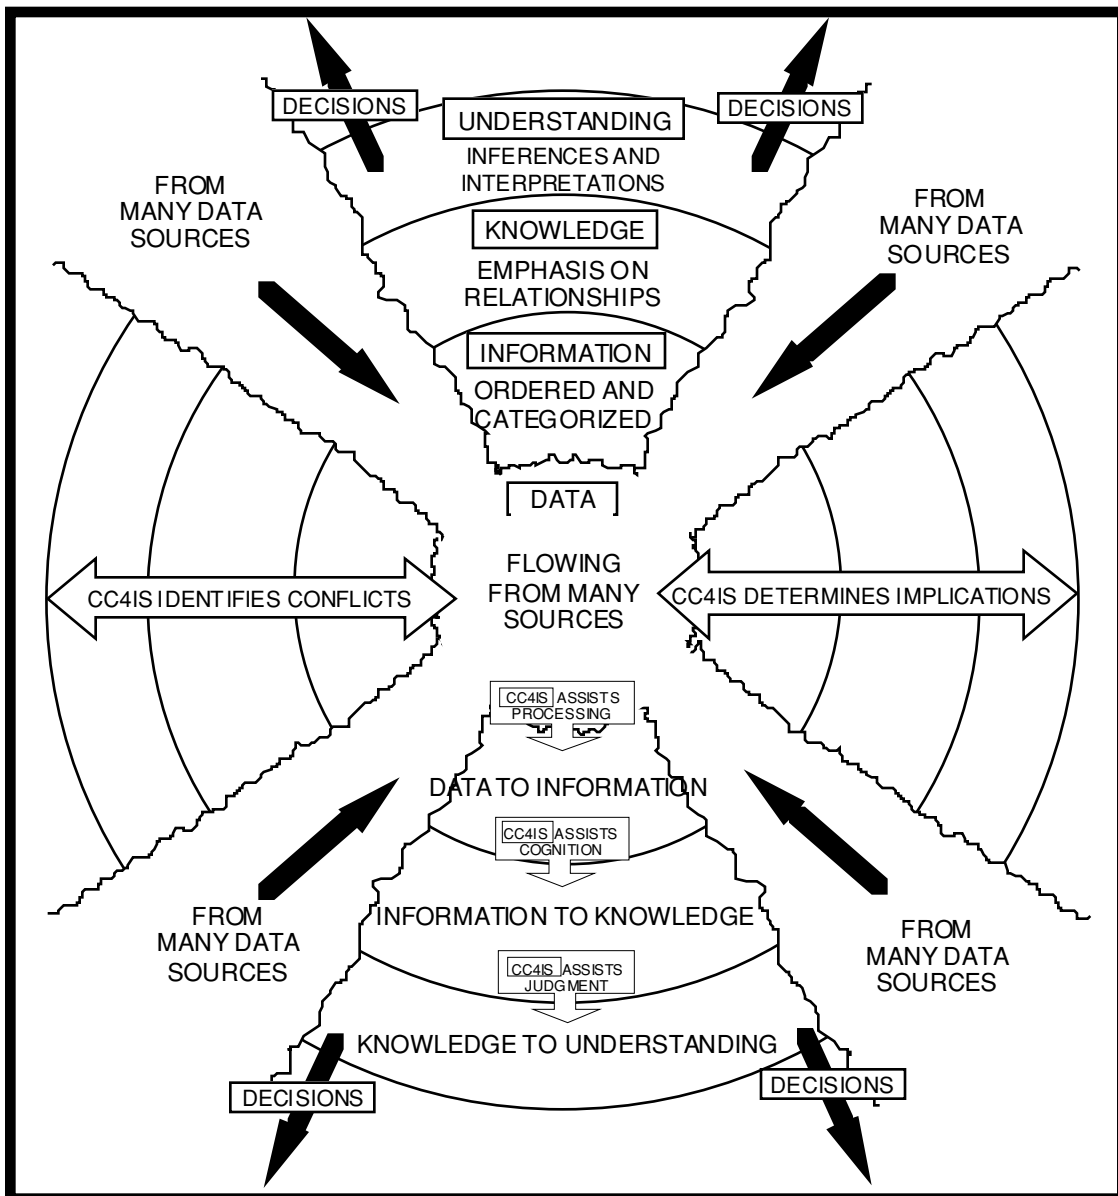 DECISIONS
DECISIONS
UNDERSTANDING
INFERENCES AND
INTERPRETATIONS
FROM
MANY DATA
SOURCES
FROM
MANY DATA
SOURCES
KNOWLEDGE
EMPHASIS ON
RELATIONSHIPS
INFORMATION
ORDERED AND
CATEGORIZED
DATA
FLOWING
FROM MANY
SOURCES
CC4IS IDENTIFIES CONFLICTS
CC4IS DETERMINES IMPLICATIONS
CC4IS ASSISTS
PROCESSING
DATA TO INFORMATION
CC4IS ASSISTS
COGNITION
INFORMATION TO KNOWLEDGE
FROM
MANY DATA
SOURCES
FROM
MANY DATA
SOURCES
CC4IS ASSISTS
JUDGMENT
KNOWLEDGE TO UNDERSTANDING
DECISIONS
DECISIONS